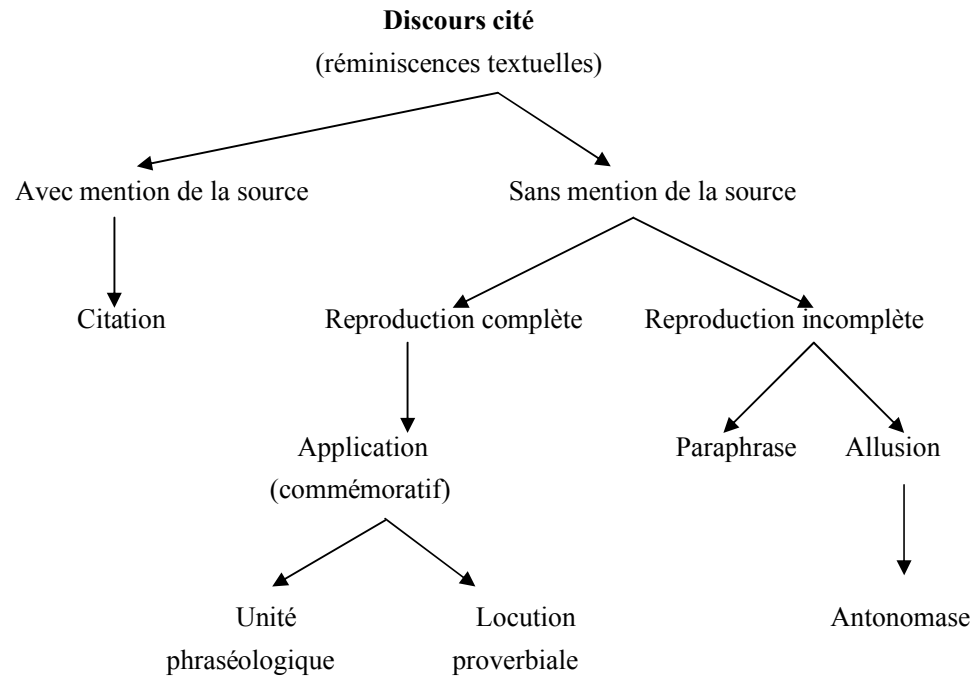 Discours cité
(réminiscences textuelles)
Avec mention de la source
Sans mention de la source
Citation
Reproduction complète
Reproduction incomplète
Application
(commémoratif)
Paraphrase
Allusion
Unité
phraséologique
Locution
proverbiale
Antonomase